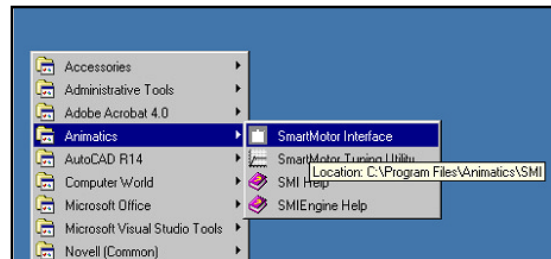 Accessories
Administrative Tools
Adobe Acrobat 4.0
Animatics
AutoCAD R14
Computer World
Microsoft Office
Microsoft Visual Studio Tools
Novell (Common)
SmartMotor Interface
SmartMotor Tuning Utility
Location: C:\Program Files\Animatics\SMI
SMI Help
SMIEngine Help